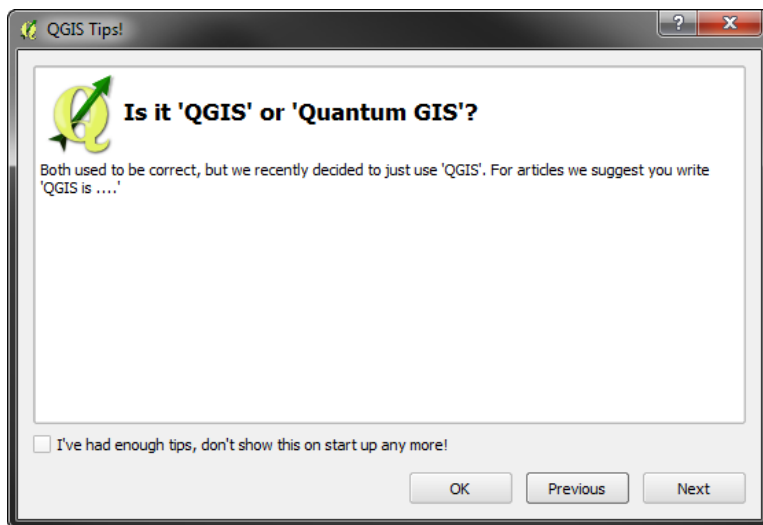 QGIS Tips!
Is it 'QGIS' or 'Quantum GIS'?
Both used to be correct, but we recently decided to just use 'QGIS'. For articles we suggest you write
'QGIS is ....'
I've had enough tips, don't show this on start up any more!
OK Previous Next